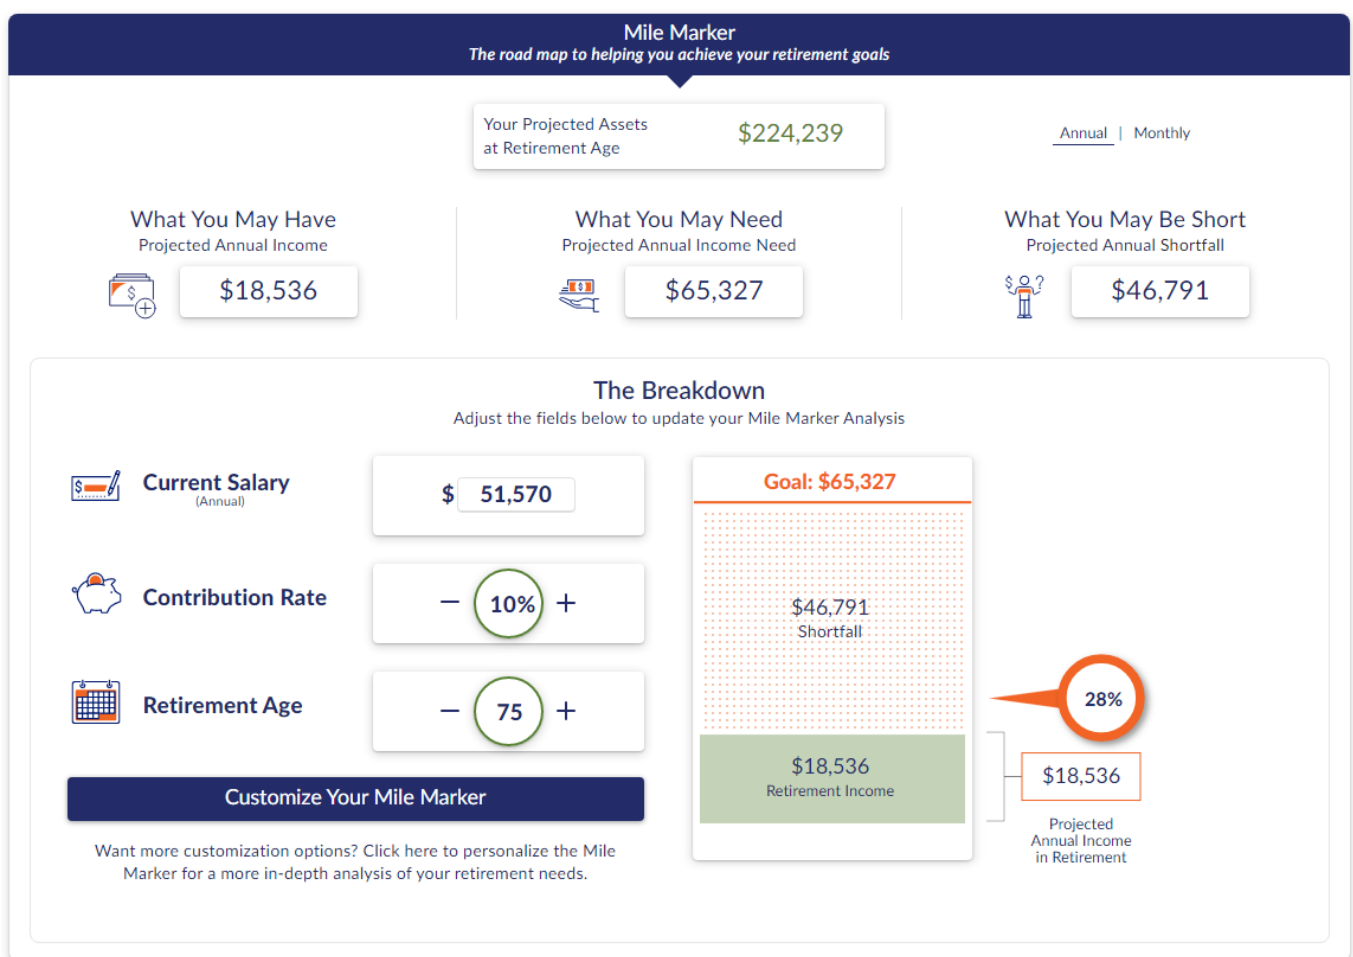 Mile Marker
The road map to helping you achieve your retirement goals
Your Projected Assets
at Retirement Age
$224,239
Annual | Monthly
What You May Have
Projected Annual Income
$
$18,536
What You May Need
Projected Annual Income Need
$
$65,327
What You May Be Short
Projected Annual Shortfall
$ ?
$46,791
The Breakdown
Adjust the fields below to update your Mile Marker Analysis
$
Current Salary
(Annual)
$ 51,570
Contribution Rate
− 10% +
Retirement Age
− 75 +
Customize Your Mile Marker
Want more customization options? Click here to personalize the Mile
Marker for a more in-depth analysis of your retirement needs.
Goal: $65,327
$46,791
Shortfall
$18,536
Retirement Income
28%
$18,536
Projected
Annual Income
in Retirement